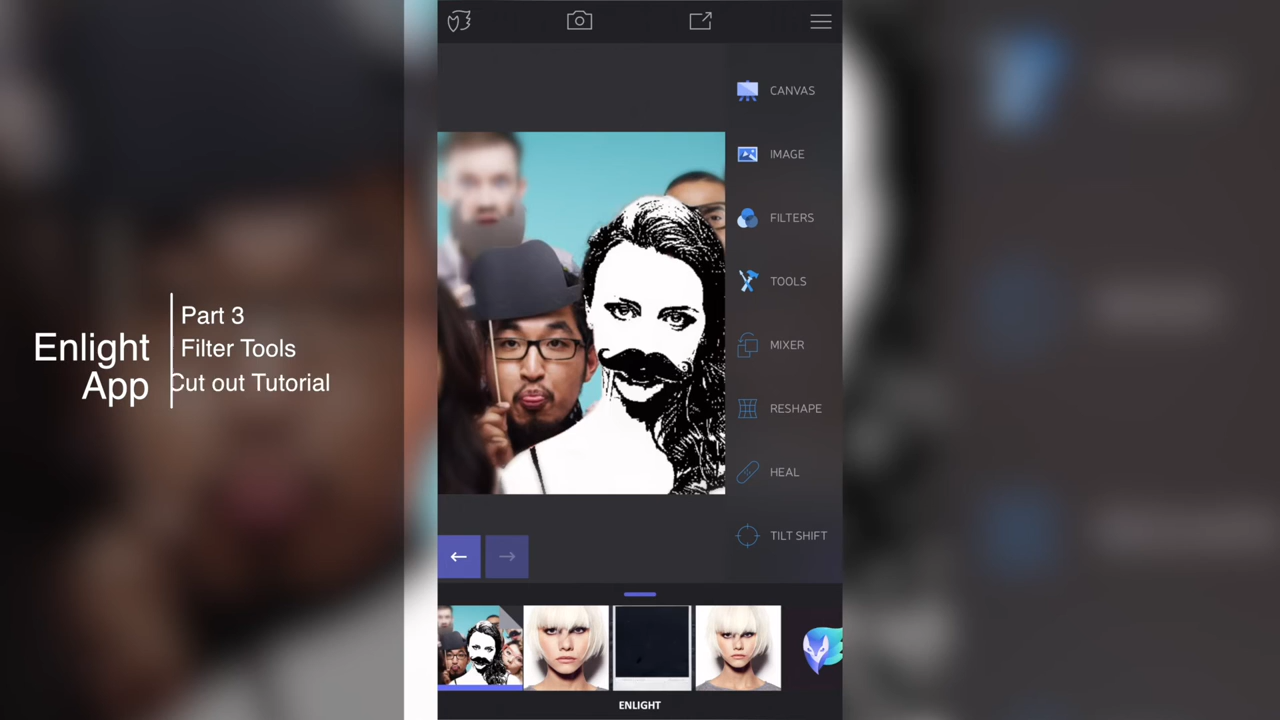 Enlight
App
Part 3
Filter Tools
Cut out Tutorial
CANVAS
IMAGE
FILTERS
TOOLS
MIXER
RESHAPE
HEAL
TILT SHIFT
ENLIGHT